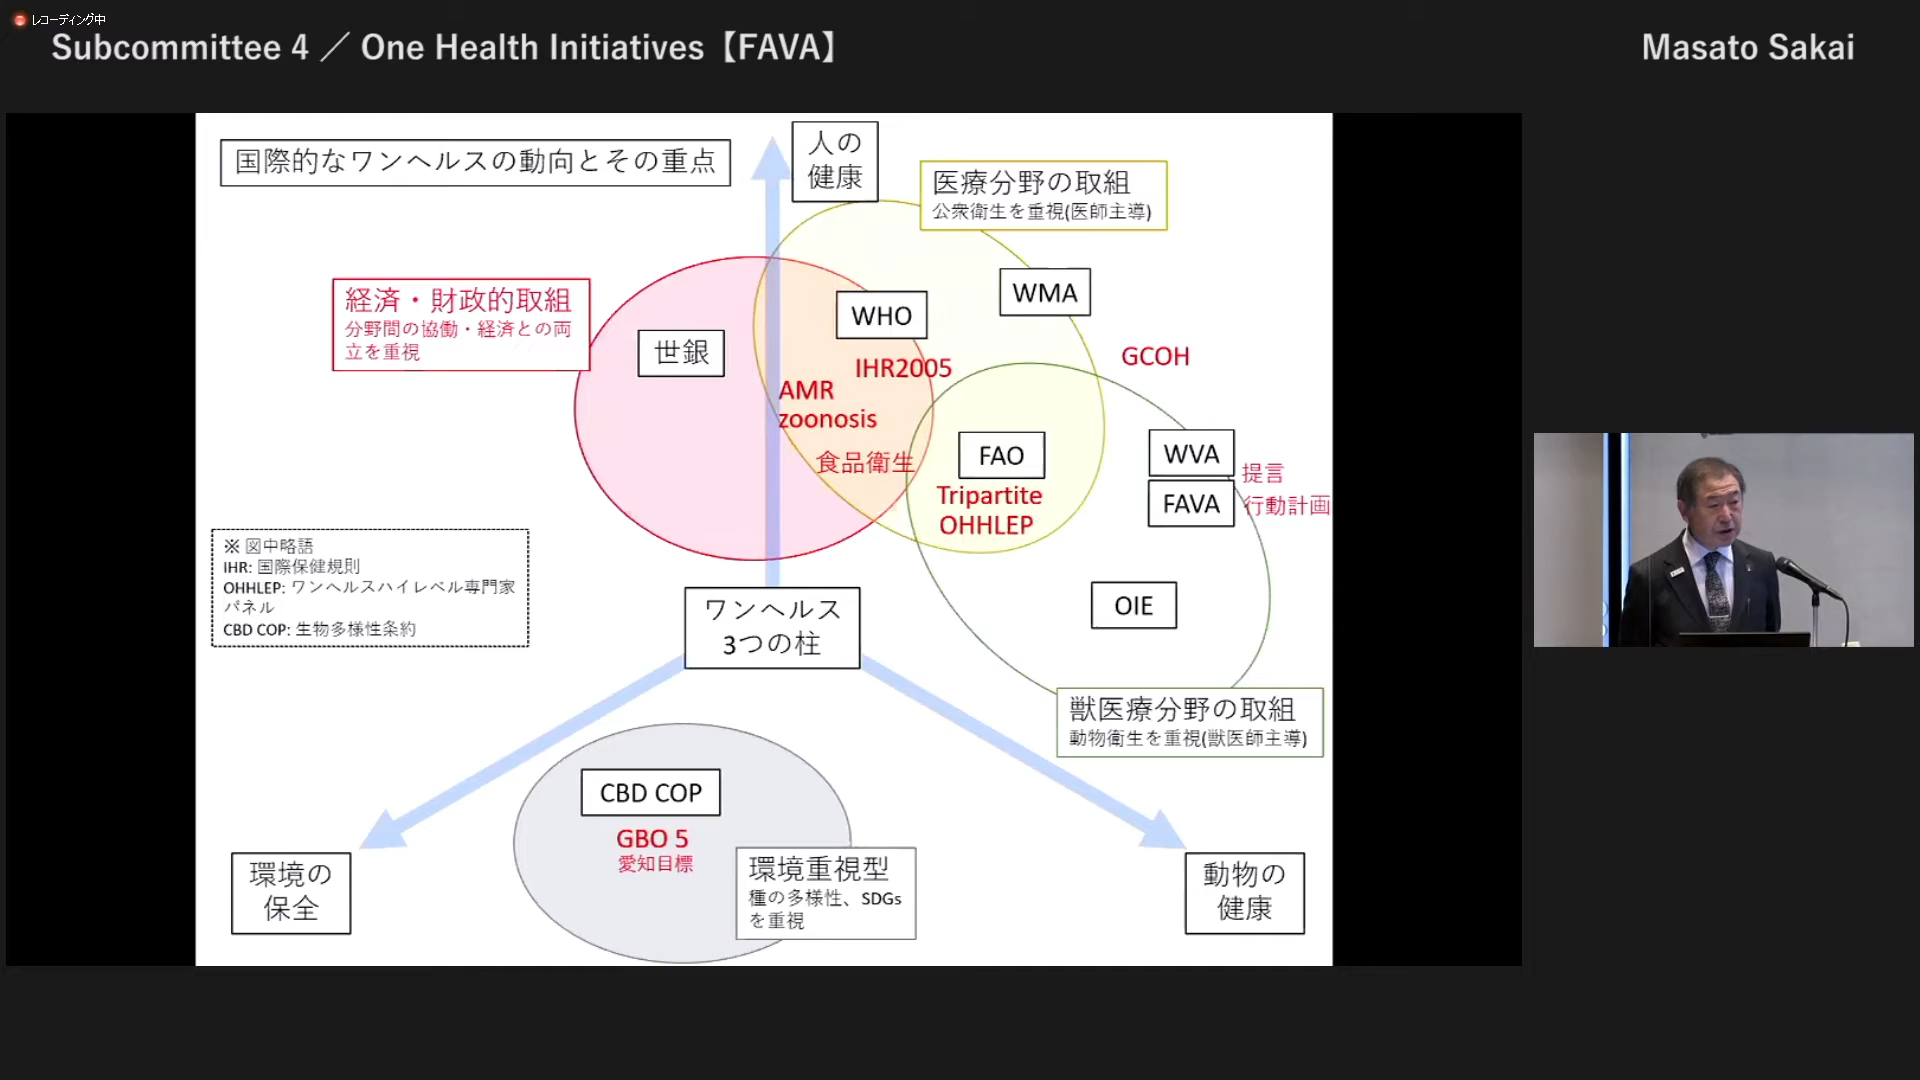 レコーディング中
Subcommittee 4 ／ One Health Initiatives【FAVA】
Masato Sakai
国際的なワンヘルスの動向とその重点
人の
健康
医療分野の取組
公衆衛生を重視(医師主導)
経済・財政的取組
分野間の協働・経済との両
立を重視
世銀
WHO
WMA
IHR2005
GCOH
AMR
zoonosis
食品衛生
FAO
Tripartite
OHHLEP
WVA
提言
FAVA
行動計画
OIE
※ 図中略語
IHR: 国際保健規則
OHHLEP: ワンヘルスハイレベル専門家
パネル
CBD COP: 生物多様性条約
ワンヘルス
3つの柱
獣医療分野の取組
動物衛生を重視(獣医師主導)
CBD COP
GBO 5
愛知目標
環境重視型
種の多様性、SDGs
を重視
環境の
保全
動物の
健康